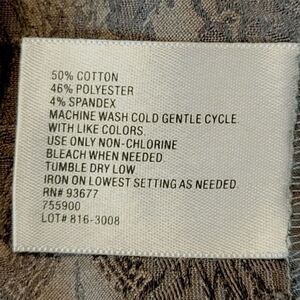 50% COTTON
46% POLYESTER
4% SPANDEX
MACHINE WASH COLD GENTLE CYCLE.
WITH LIKE COLORS.
USE ONLY NON-CHLORINE
BLEACH WHEN NEEDED.
TUMBLE DRY LOW.
IRON ON LOWEST SETTING AS NEEDED
RN# 93677
755900
LOT# 816-3008